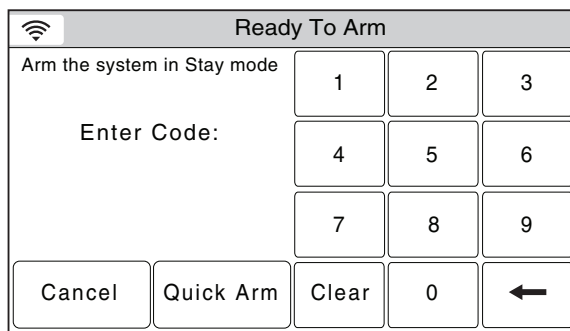 Ready To Arm
Arm the system in Stay mode
Enter Code:
1 2 3
4 5 6
7 8 9
Cancel Quick Arm Clear 0